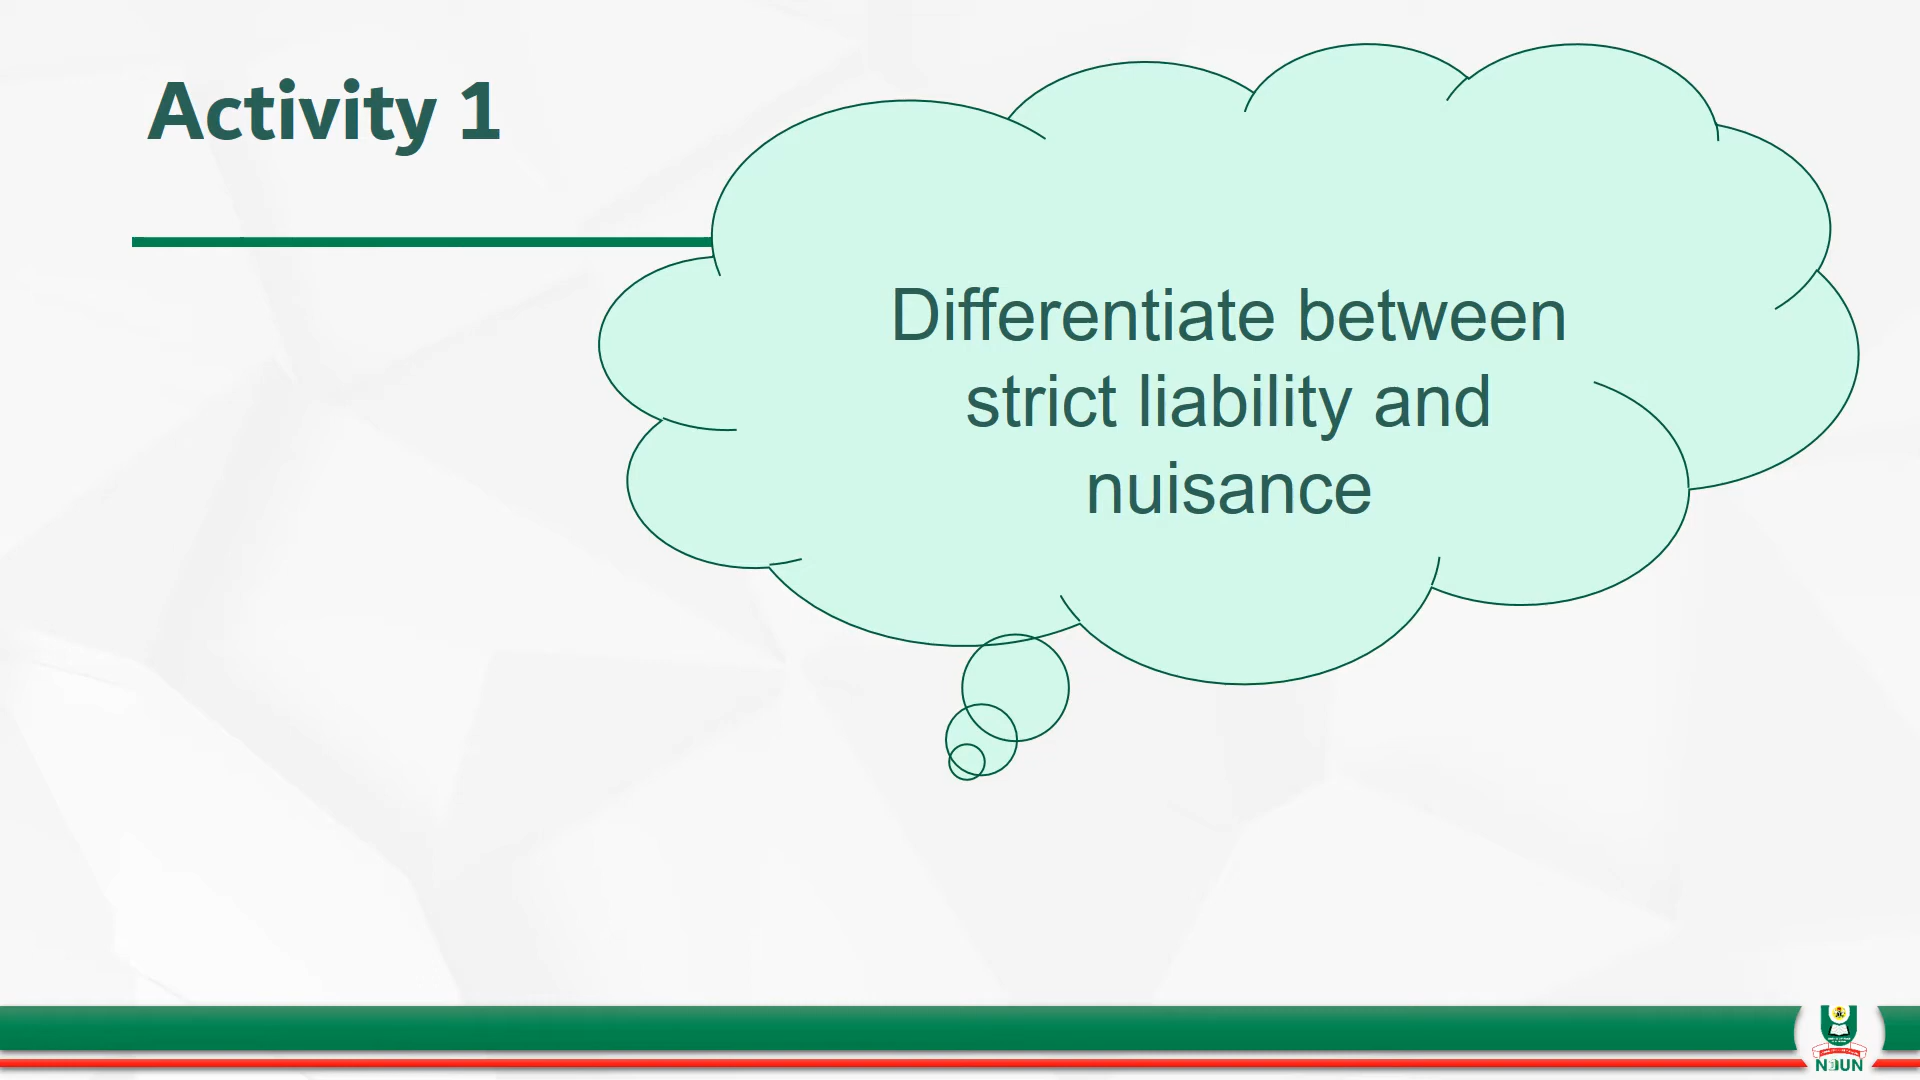 Activity 1
Differentiate between
strict liability and
nuisance
NOUN